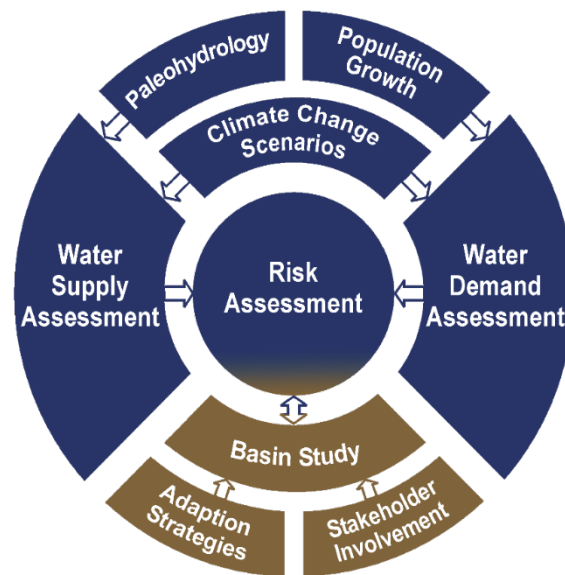 Paleohydrology
Population
Growth
Climate Change
Scenarios
Water
Supply
Assessment
Risk
Assessment
Water
Demand
Assessment
Basin Study
Adaption
Strategies
Stakeholder
Involvement